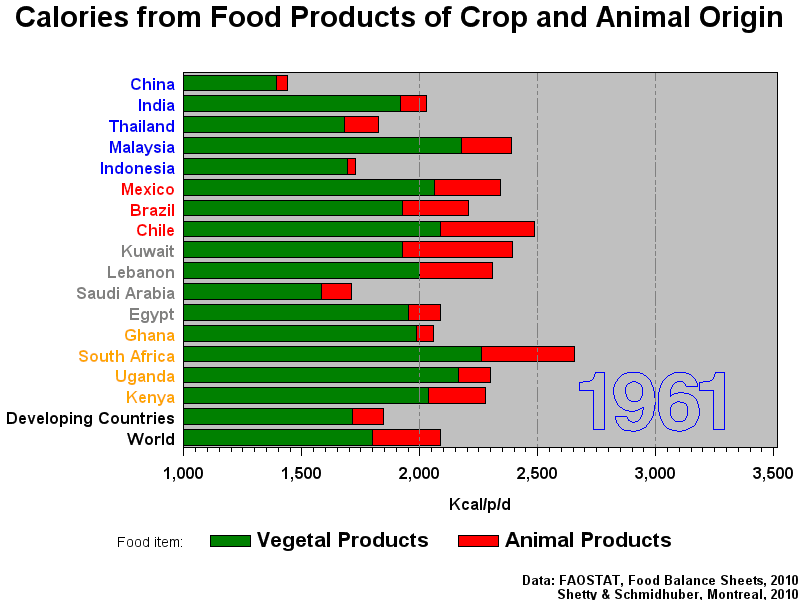 Calories from Food Products of Crop and Animal Origin
China
India
Thailand
Malaysia
Indonesia
Mexico
Brazil
Chile
Kuwait
Lebanon
Saudi Arabia
Egypt
Ghana
South Africa
Uganda
Kenya
Developing Countries
World
1961
1,000 1,500 2,000 2,500 3,000 3,500
Kcal/p/d
Food item: Vegetal Products Animal Products
Data: FAOSTAT, Food Balance Sheets, 2010
Shetty & Schmidhuber, Montreal, 2010